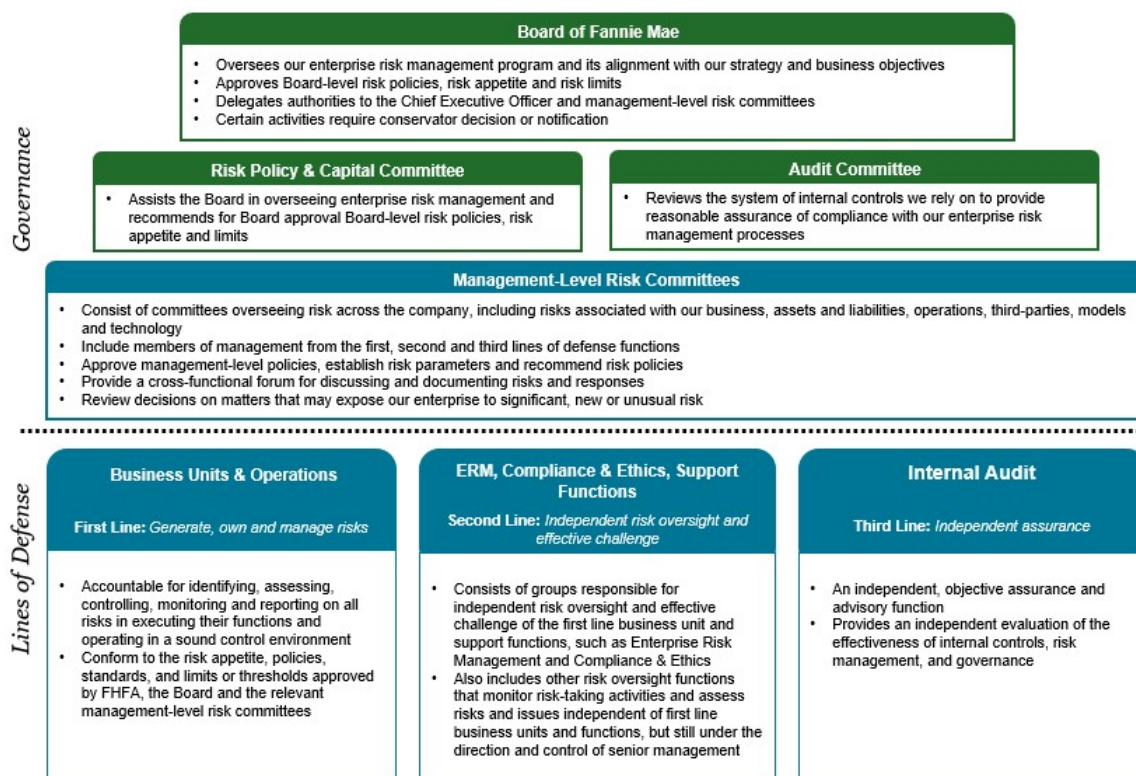 Governance
Board of Fannie Mae
• Oversees our enterprise risk management program and its alignment with our strategy and business objectives
• Approves Board-level risk policies, risk appetite and risk limits
• Delegates authorities to the Chief Executive Officer and management-level risk committees
• Certain activities require conservator decision or notification
Risk Policy & Capital Committee
• Assists the Board in overseeing enterprise risk management and
recommends for Board approval Board-level risk policies, risk
appetite and limits
Audit Committee
• Reviews the system of internal controls we rely on to provide
reasonable assurance of compliance with our enterprise risk
management processes
Management-Level Risk Committees
• Consist of committees overseeing risk across the company, including risks associated with our business, assets and liabilities, operations, third-parties, models
and technology
• Include members of management from the first, second and third lines of defense functions
• Approve management-level policies, establish risk parameters and recommend risk policies
• Provide a cross-functional forum for discussing and documenting risks and responses
• Review decisions on matters that may expose our enterprise to significant, new or unusual risk
Lines of Defense
Business Units & Operations
First Line: Generate, own and manage risks
• Accountable for identifying, assessing,
controlling, monitoring and reporting on all
risks in executing their functions and
operating in a sound control environment
• Conform to the risk appetite, policies,
standards, and limits or thresholds approved
by FHFA, the Board and the relevant
management-level risk committees
ERM, Compliance & Ethics, Support
Functions
Second Line: Independent risk oversight and
effective challenge
• Consists of groups responsible for
independent risk oversight and effective
challenge of the first line business unit and
support functions, such as Enterprise Risk
Management and Compliance & Ethics
• Also includes other risk oversight functions
that monitor risk-taking activities and assess
risks and issues independent of first line
business units and functions, but still under the
direction and control of senior management
Internal Audit
Third Line: Independent assurance
• An independent, objective assurance and
advisory function
• Provides an independent evaluation of the
effectiveness of internal controls, risk
management, and governance